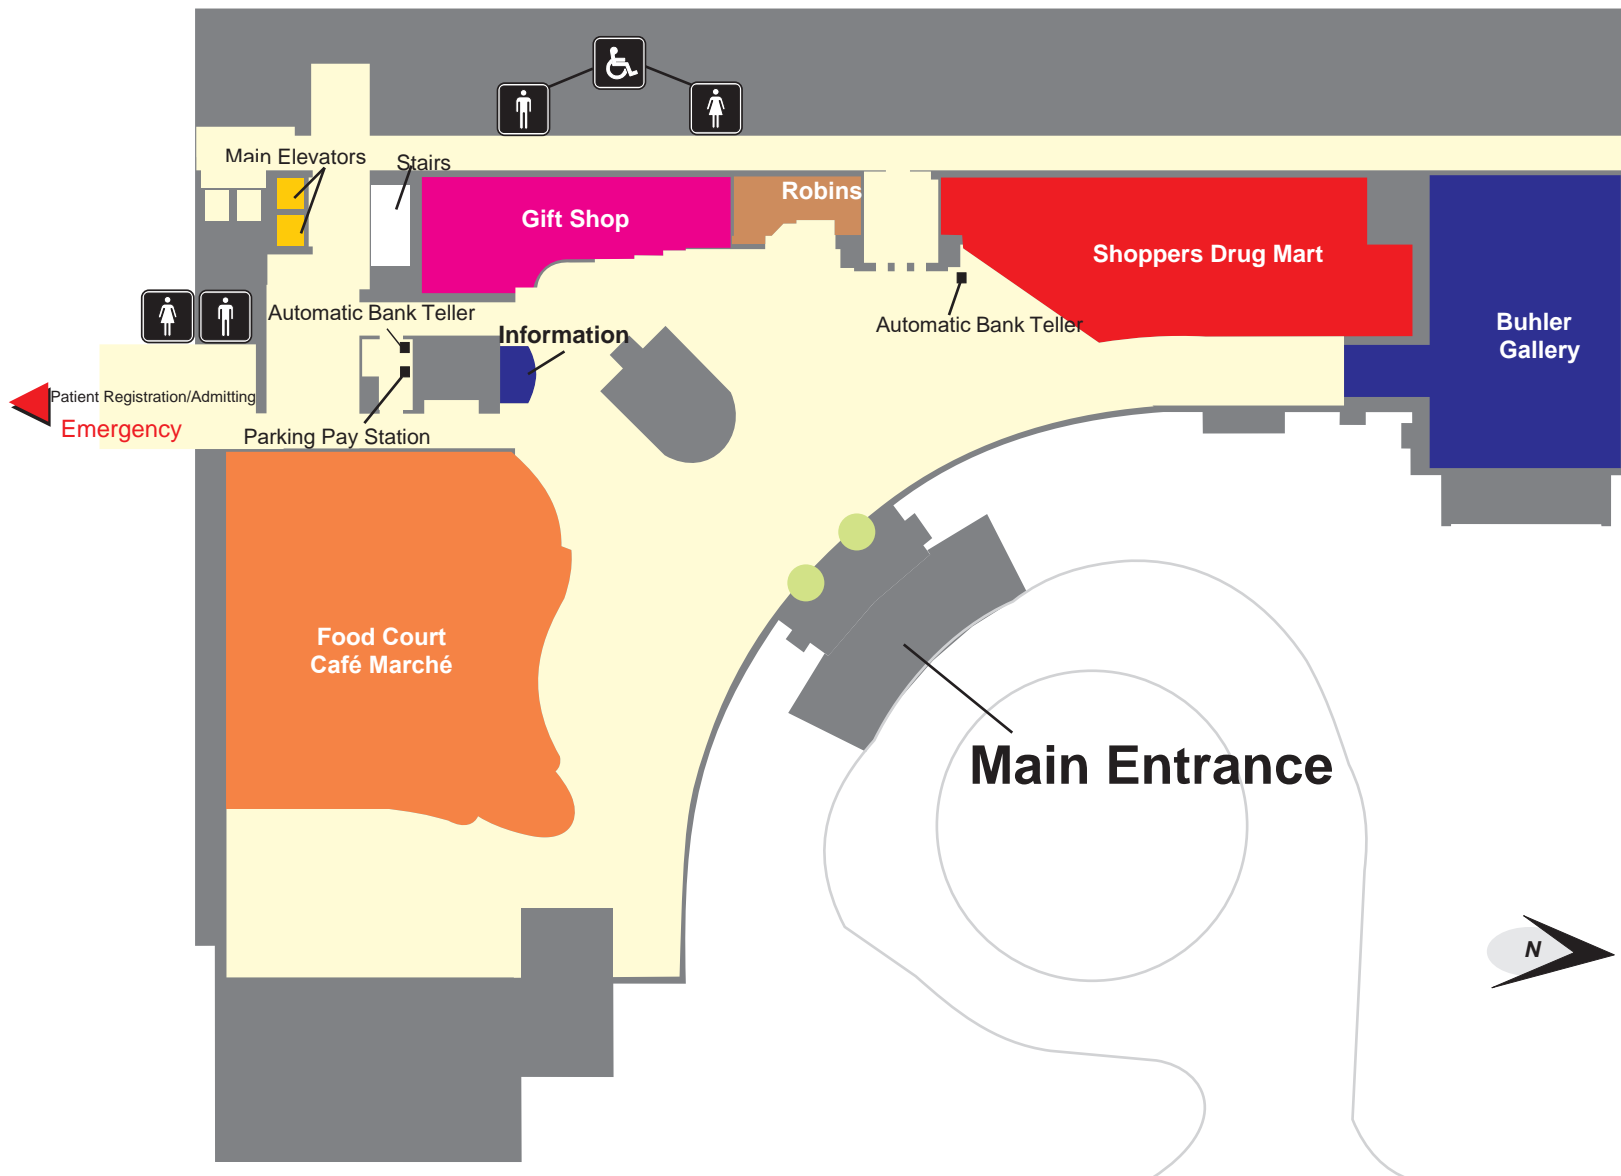 Main Elevators
Stairs
Gift Shop
Robins
Shoppers Drug Mart
Automatic Bank Teller
Information
Automatic Bank Teller
Buhler
Gallery
Patient Registration/Admitting
Emergency
Parking Pay Station
Food Court
Café Marché
Main Entrance
N